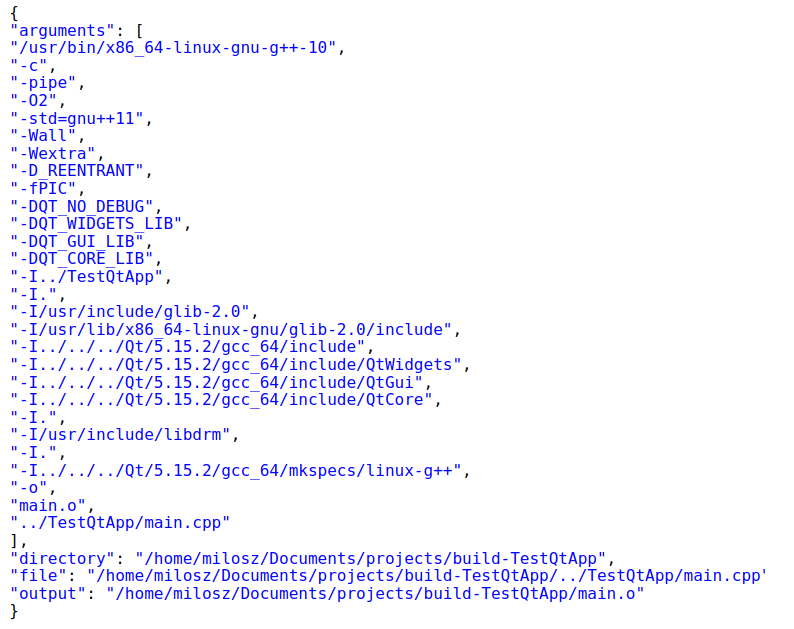 {
"arguments": [
"/usr/bin/x86_64-linux-gnu-g++-10",
"-c",
"-pipe",
"-O2",
"-std=gnu++11",
"-Wall",
"-Wextra",
"-D_REENTRANT",
"-fPIC",
"-DQT_NO_DEBUG",
"-DQT_WIDGETS_LIB",
"-DQT_GUI_LIB",
"-DQT_CORE_LIB",
"-I../TestQtApp",
"-I.",
"-I/usr/include/glib-2.0",
"-I/usr/lib/x86_64-linux-gnu/glib-2.0/include",
"-I../../../Qt/5.15.2/gcc_64/include",
"-I../../../Qt/5.15.2/gcc_64/include/QtWidgets",
"-I../../../Qt/5.15.2/gcc_64/include/QtGui",
"-I../../../Qt/5.15.2/gcc_64/include/QtCore",
"-I.",
"-I/usr/include/libdrm",
"-I.",
"-I../../../Qt/5.15.2/gcc_64/mkspecs/linux-g++",
"-o",
"main.o",
"../TestQtApp/main.cpp"
],
"directory": "/home/milosz/Documents/projects/build-TestQtApp",
"file": "/home/milosz/Documents/projects/build-TestQtApp/../TestQtApp/main.cpp'
"output": "/home/milosz/Documents/projects/build-TestQtApp/main.o"
}